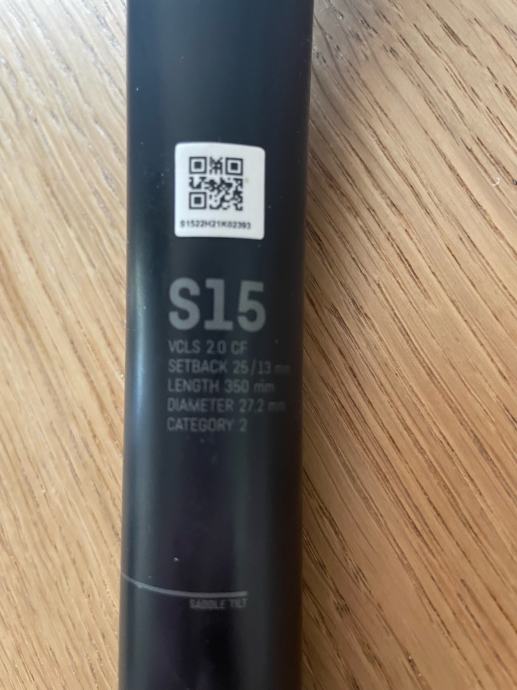 S1522H21K02393
S15
VCLS 2.0 CF
SETBACK 25/13 mm
LENGTH 350 mm
DIAMETER 27,2 mm
CATEGORY 2
SADDLE TILT